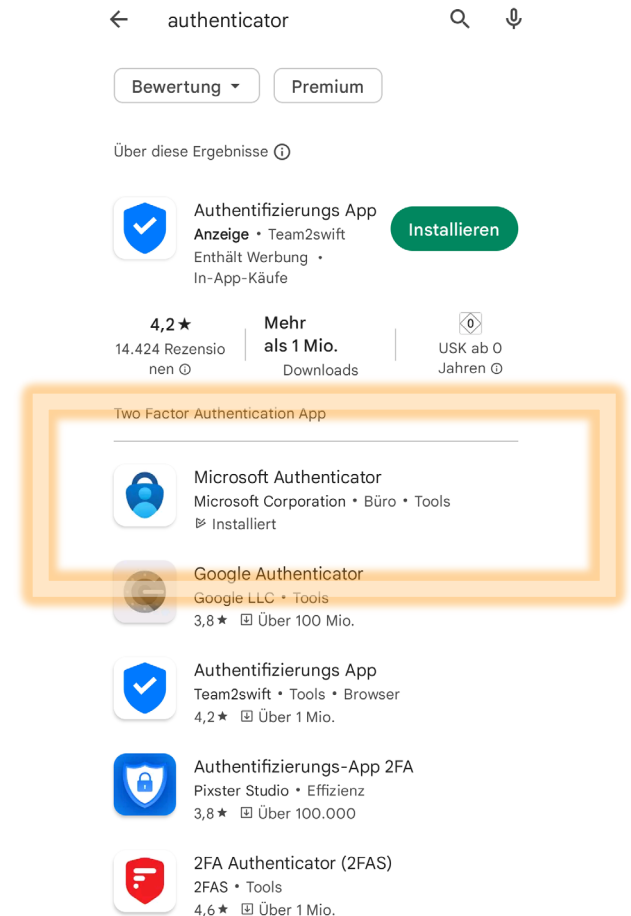 authenticator
Bewertung
Premium
Über diese Ergebnisse
Authentifizierungs App
Anzeige • Team2swift
Enthält Werbung •
In-App-Käufe
Installieren
4,2★
14.424 Rezensio
nen
Mehr
als 1 Mio.
Downloads
0
USK ab 0
Jahren
Two Factor Authentication App
Microsoft Authenticator
Microsoft Corporation • Büro • Tools
Installiert
Google Authenticator
Google LLC • Tools
3,8★ Über 100 Mio.
Authentifizierungs App
Team2swift • Tools • Browser
4,2★ Über 1 Mio.
Authentifizierungs-App 2FA
Pixster Studio • Effizienz
3,8★ Über 100.000
2FA Authenticator (2FAS)
2FAS • Tools
4,6★ Über 1 Mio.